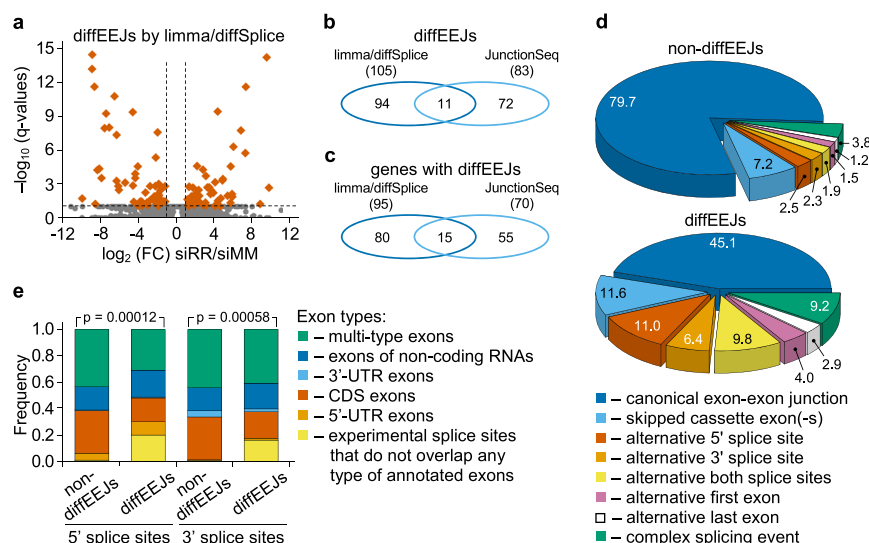 a
diffEEJs by limma/diffSplice
−log10 (q-values)
15
12
9
6
3
0
-12
-8
-4
0
4
8
12
log2 (FC) siRR/siMM
b
diffEEJs
limma/diffSplice
(105)
JunctionSeq
(83)
94
11
72
c
genes with diffEEJs
limma/diffSplice
(95)
JunctionSeq
(70)
80
15
55
d
non-diffEEJs
79.7
7.2
2.5
2.3
1.9
1.5
1.2
3.8
diffEEJs
45.1
11.6
11.0
6.4
9.8
4.0
2.9
9.2
– canonical exon-exon junction
– skipped cassette exon(-s)
– alternative 5' splice site
– alternative 3' splice site
– alternative both splice sites
– alternative first exon
– alternative last exon
– complex splicing event
e
p = 0.00012
p = 0.00058
Frequency
1.0
0.8
0.6
0.4
0.2
0.0
non-
diffEEJs
diffEEJs
non-
diffEEJs
diffEEJs
5' splice sites
3' splice sites
Exon types:
– multi-type exons
– exons of non-coding RNAs
– 3'-UTR exons
– CDS exons
– 5'-UTR exons
– experimental splice sites
that do not overlap any
type of annotated exons